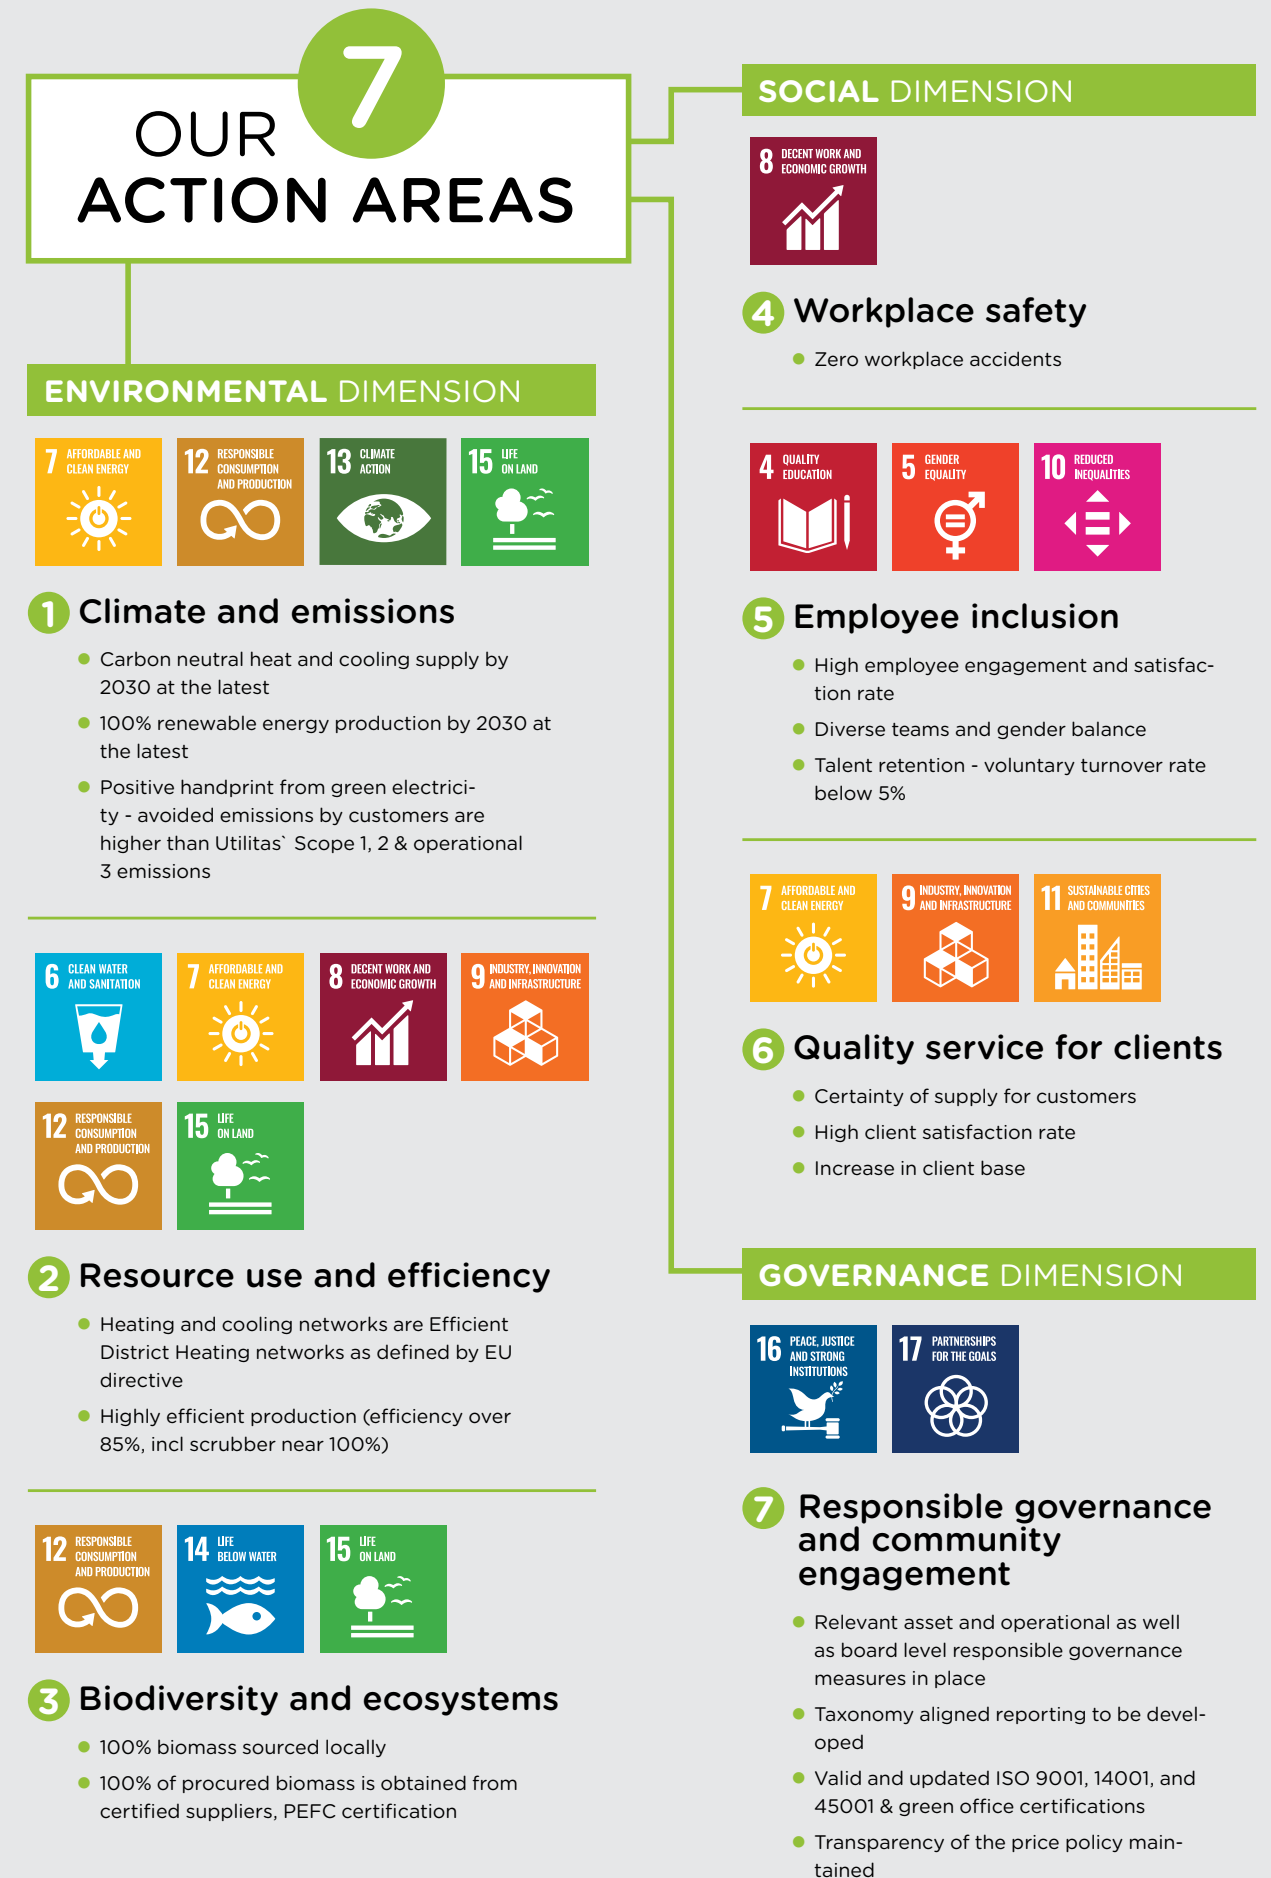 7
OUR
ACTION AREAS
ENVIRONMENTAL DIMENSION
7 AFFORDABLE AND
CLEAN ENERGY
12 RESPONSIBLE
CONSUMPTION
AND PRODUCTION
13 CLIMATE
ACTION
15 LIFE
ON LAND
1 Climate and emissions
Carbon neutral heat and cooling supply by
2030 at the latest
100% renewable energy production by 2030 at
the latest
Positive handprint from green electrici-
ty - avoided emissions by customers are
higher than Utilitas` Scope 1, 2 & operational
3 emissions
6 CLEAN WATER
AND SANITATION
7 AFFORDABLE AND
CLEAN ENERGY
8 DECENT WORK AND
ECONOMIC GROWTH
9 INDUSTRY, INNOVATION
AND INFRASTRUCTURE
12 RESPONSIBLE
CONSUMPTION
AND PRODUCTION
15 LIFE
ON LAND
2 Resource use and efficiency
Heating and cooling networks are Efficient
District Heating networks as defined by EU
directive
Highly efficient production (efficiency over
85%, incl scrubber near 100%)
12 RESPONSIBLE
CONSUMPTION
AND PRODUCTION
14 LIFE
BELOW WATER
15 LIFE
ON LAND
3 Biodiversity and ecosystems
100% biomass sourced locally
100% of procured biomass is obtained from
certified suppliers, PEFC certification
SOCIAL DIMENSION
8 DECENT WORK AND
ECONOMIC GROWTH
4 Workplace safety
Zero workplace accidents
4 QUALITY
EDUCATION
5 GENDER
EQUALITY
10 REDUCED
INEQUALITIES
5 Employee inclusion
High employee engagement and satisfac-
tion rate
Diverse teams and gender balance
Talent retention - voluntary turnover rate
below 5%
7 AFFORDABLE AND
CLEAN ENERGY
9 INDUSTRY, INNOVATION
AND INFRASTRUCTURE
11 SUSTAINABLE CITIES
AND COMMUNITIES
6 Quality service for clients
Certainty of supply for customers
High client satisfaction rate
Increase in client base
GOVERNANCE DIMENSION
16 PEACE, JUSTICE
AND STRONG
INSTITUTIONS
17 PARTNERSHIPS
FOR THE GOALS
7 Responsible governance
and community
engagement
Relevant asset and operational as well
as board level responsible governance
measures in place
Taxonomy aligned reporting to be devel-
oped
Valid and updated ISO 9001, 14001, and
45001 & green office certifications
Transparency of the price policy main-
tained